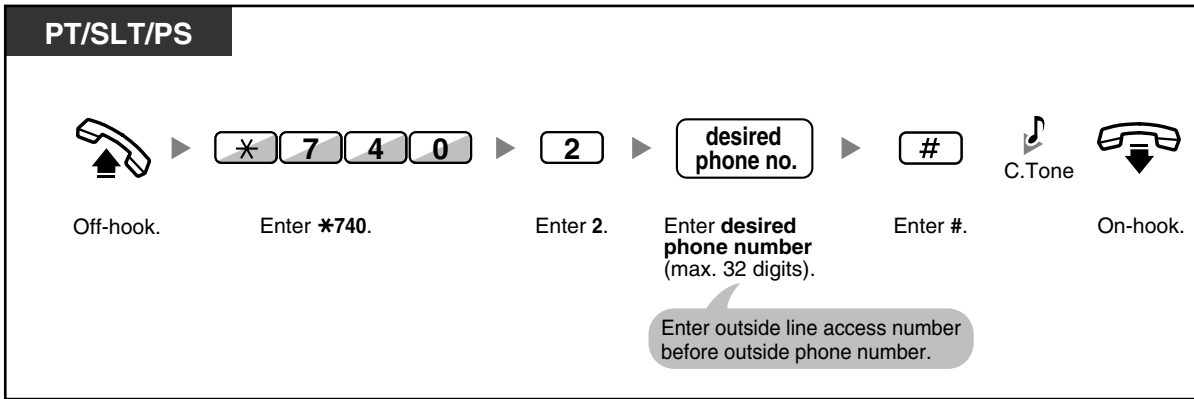 PT/SLT/PS
* 7 4 0
2
desired
phone no.
#
C.Tone
Off-hook.
Enter *740.
Enter 2.
Enter desired
phone number
(max. 32 digits).
Enter #.
On-hook.
Enter outside line access number
before outside phone number.